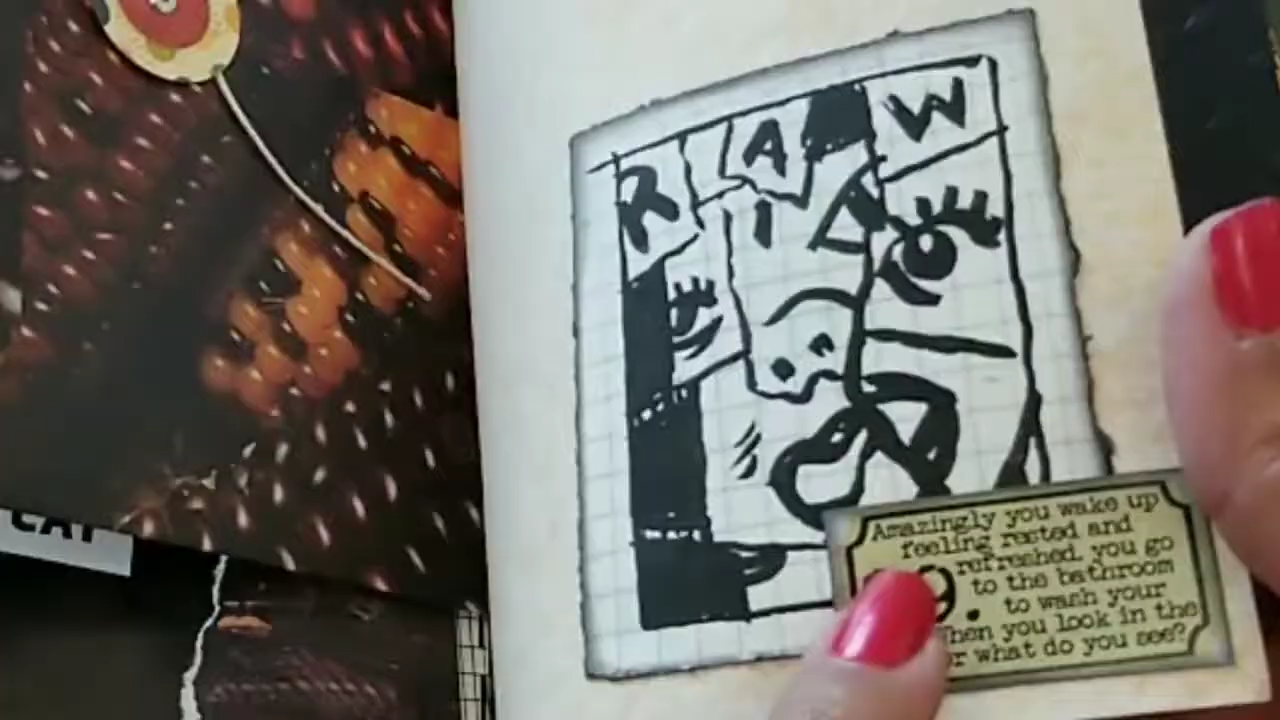 RAW
CAT
Amazingly you wake up
feeling rested and
refreshed, you go
to the bathroom
9. to wash your
When you look in the
what do you see?